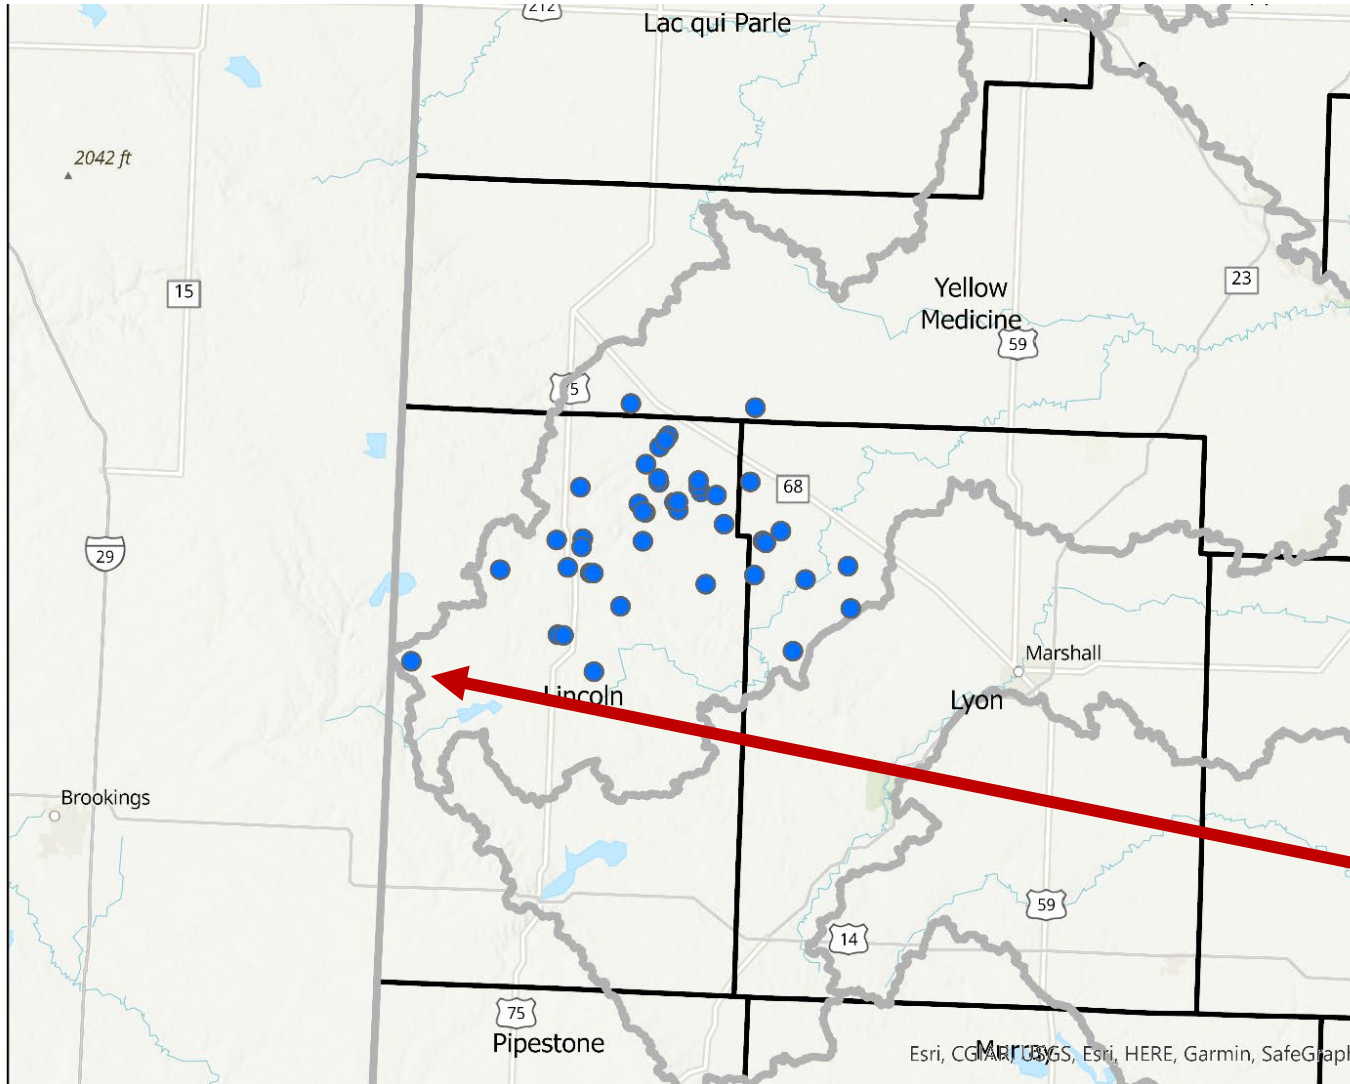 212
Lac qui Parle
2042 ft
15
23
Yellow
Medicine
59
75
68
29
Marshall
Lincoln
Lyon
Brookings
59
14
75
Pipestone
Murray
Esri, CGIAR, USGS, Esri, HERE, Garmin, SafeGraph